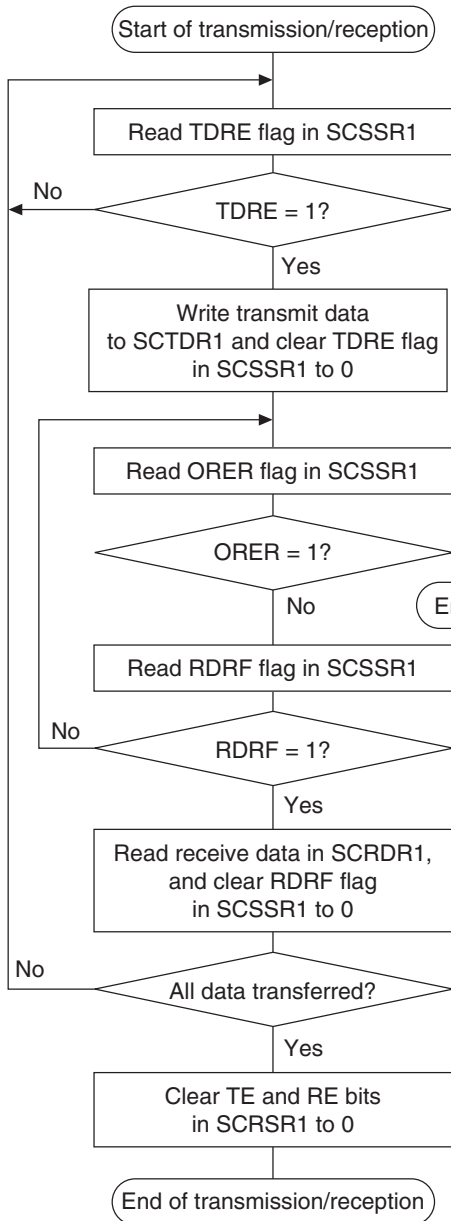 Start of transmission/reception
Read TDRE flag in SCSSR1
No
TDRE = 1?
Yes
Write transmit data
to SCTDR1 and clear TDRE flag
in SCSSR1 to 0
Read ORER flag in SCSSR1
ORER = 1?
No
Read RDRF flag in SCSSR1
No
RDRF = 1?
Yes
Read receive data in SCRDR1,
and clear RDRF flag
in SCSSR1 to 0
No
All data transferred?
Yes
Clear TE and RE bits
in SCRSR1 to 0
End of transmission/reception